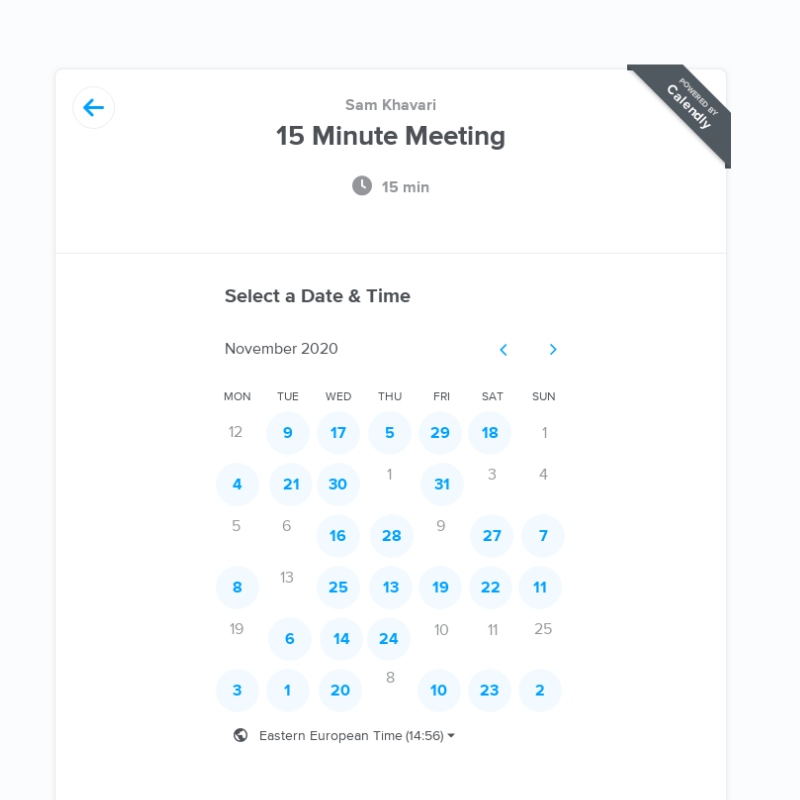 POWERED BY
Calendly
Sam Khavari
15 Minute Meeting
15 min
Select a Date & Time
November 2020
MON TUE WED THU FRI SAT SUN
12 9 17 5 29 18 1
4 21 30 1 31 3 4
5 6 16 28 9 27 7
8 13 25 13 19 22 11
19 6 14 24 10 11 25
3 1 20 8 10 23 2
Eastern European Time (14:56)